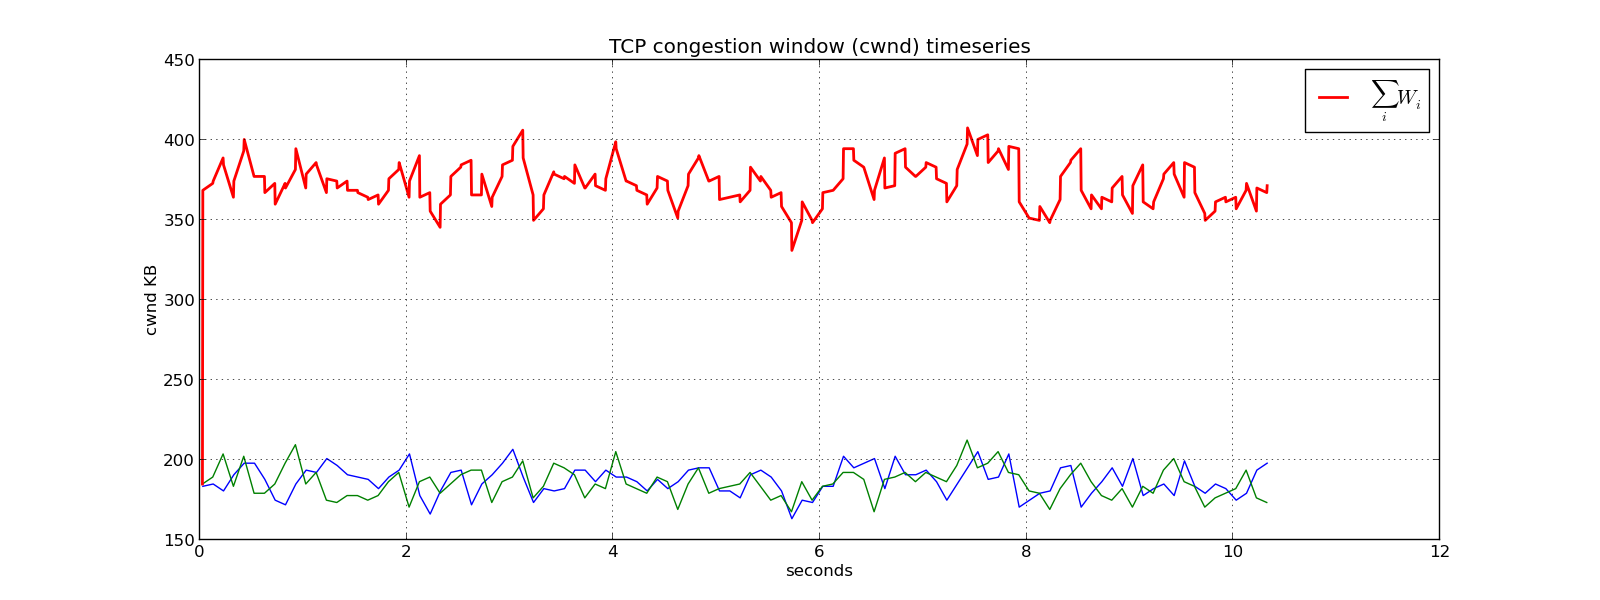 TCP congestion window (cwnd) timeseries
450
400
350
300
250
200
150
cwnd KB
0 2 4 6 8 10 12
seconds
∑ᵢ Wᵢ